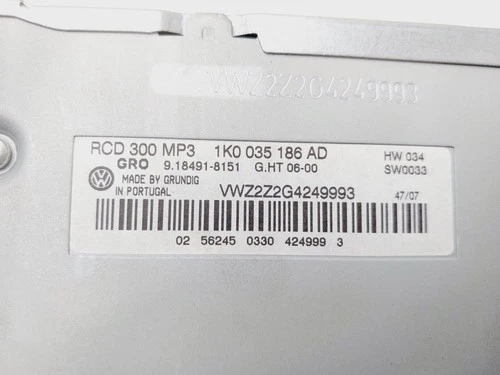 VWZ2Z2G4249993
RCD 300 MP3 1K0 035 186 AD HW 034
GRO 9.18491-8151 G.HT 06-00 SW0033
VW MADE BY GRUNDIG
IN PORTUGAL VWZ2Z2G4249993 47/07
02 56245 0330 424999 3